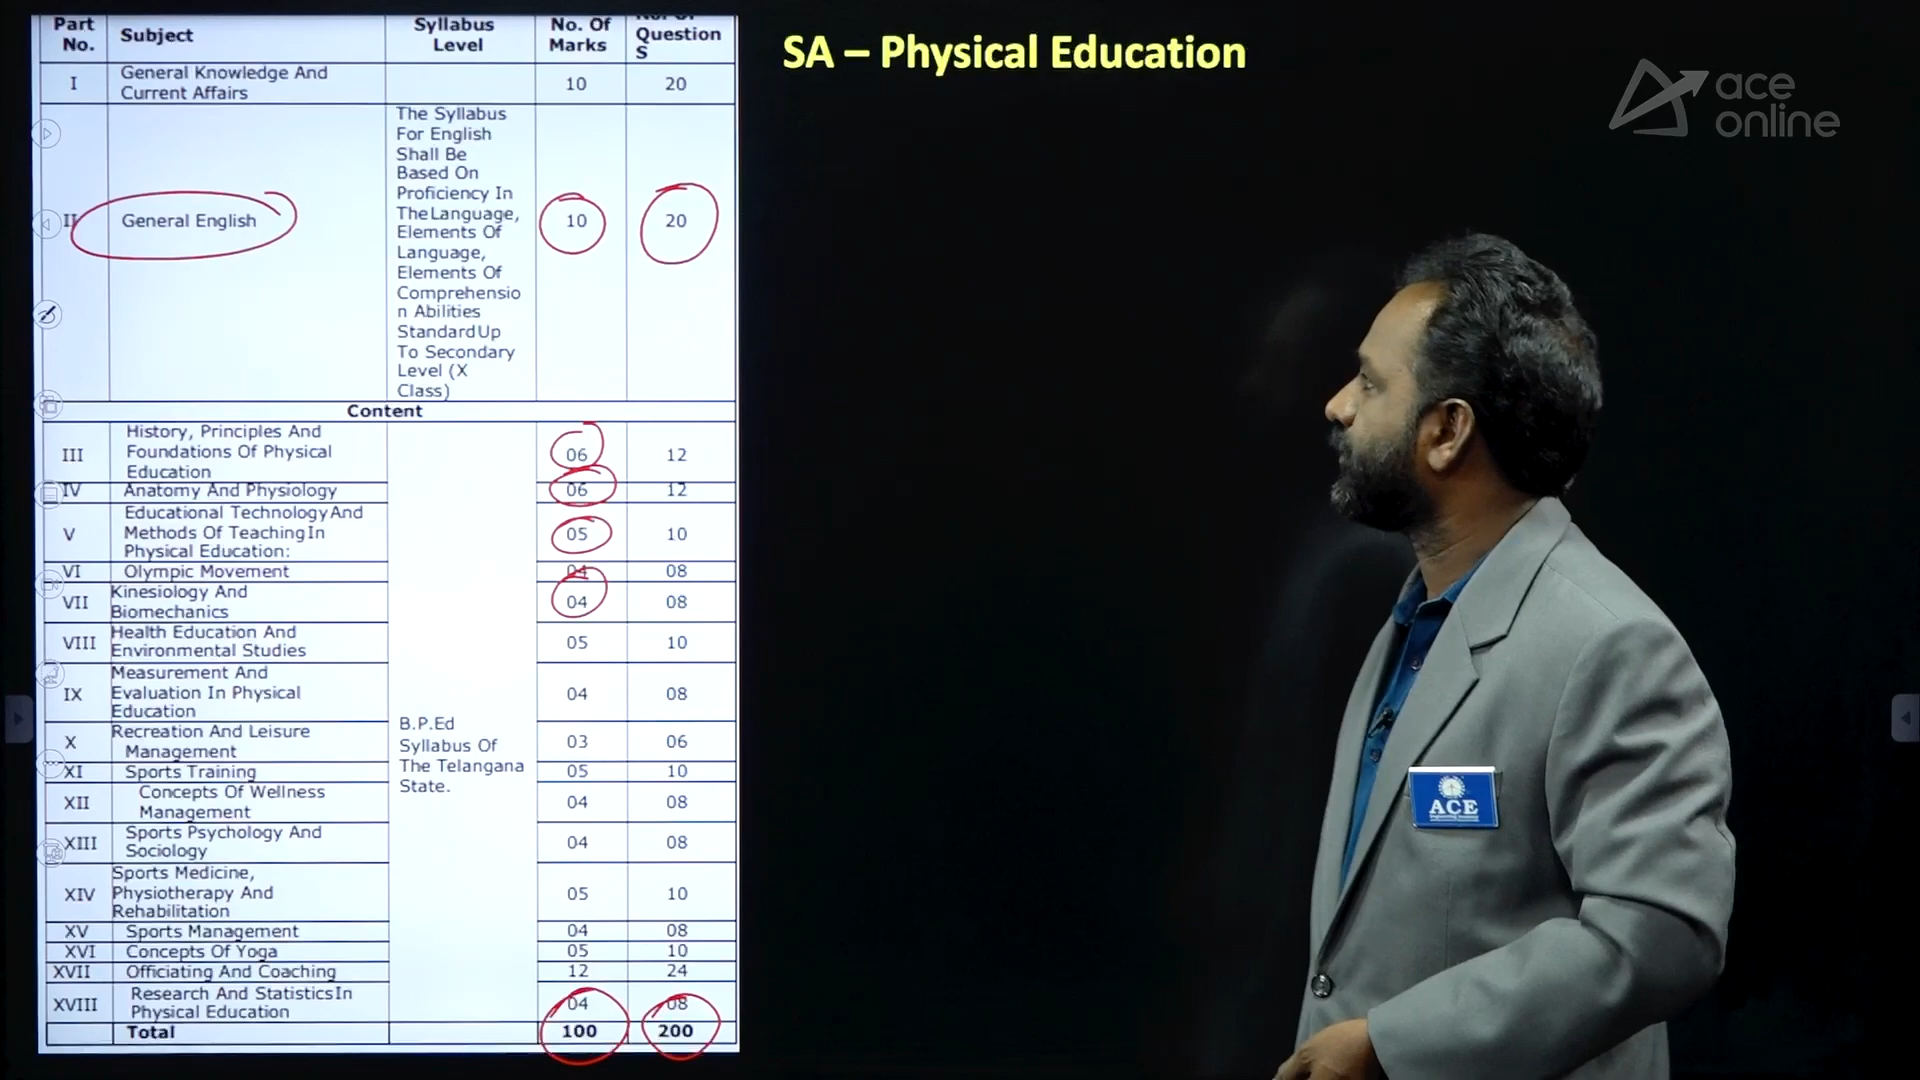 Part No. Subject Syllabus Level No. Of Marks No. Of Question S
I General Knowledge And Current Affairs 10 20
II General English The Syllabus For English Shall Be Based On Proficiency In The Language, Elements Of Language, Elements Of Comprehensio n Abilities Standard Up To Secondary Level (X Class) 10 20
Content
III History, Principles And Foundations Of Physical Education 06 12
IV Anatomy And Physiology 06 12
V Educational Technology And Methods Of Teaching In Physical Education: 05 10
VI Olympic Movement 04 08
VII Kinesiology And Biomechanics 04 08
VIII Health Education And Environmental Studies 05 10
IX Measurement And Evaluation In Physical Education 04 08
B.P.Ed Syllabus Of The Telangana State.
X Recreation And Leisure Management 03 06
XI Sports Training 05 10
XII Concepts Of Wellness Management 04 08
XIII Sports Psychology And Sociology 04 08
XIV Sports Medicine, Physiotherapy And Rehabilitation 05 10
XV Sports Management 04 08
XVI Concepts Of Yoga 05 10
XVII Officiating And Coaching 12 24
XVIII Research And Statistics In Physical Education 04 08
Total 100 200
SA – Physical Education
ace
online
ACE